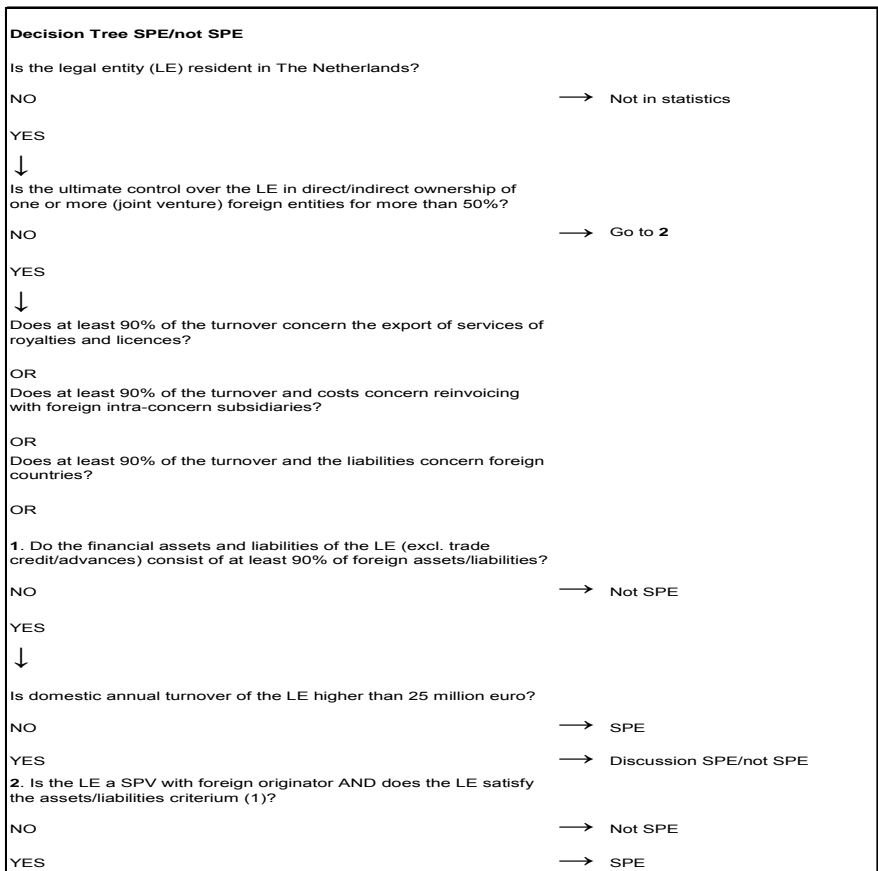 Decision Tree SPE/not SPE
Is the legal entity (LE) resident in The Netherlands?
NO → Not in statistics
YES
↓
Is the ultimate control over the LE in direct/indirect ownership of
one or more (joint venture) foreign entities for more than 50%?
NO → Go to 2
YES
↓
Does at least 90% of the turnover concern the export of services of
royalties and licences?
OR
Does at least 90% of the turnover and costs concern reinvoicing
with foreign intra-concern subsidiaries?
OR
Does at least 90% of the turnover and the liabilities concern foreign
countries?
OR
1. Do the financial assets and liabilities of the LE (excl. trade
credit/advances) consist of at least 90% of foreign assets/liabilities?
NO → Not SPE
YES
↓
Is domestic annual turnover of the LE higher than 25 million euro?
NO → SPE
YES → Discussion SPE/not SPE
2. Is the LE a SPV with foreign originator AND does the LE satisfy
the assets/liabilities criterium (1)?
NO → Not SPE
YES → SPE